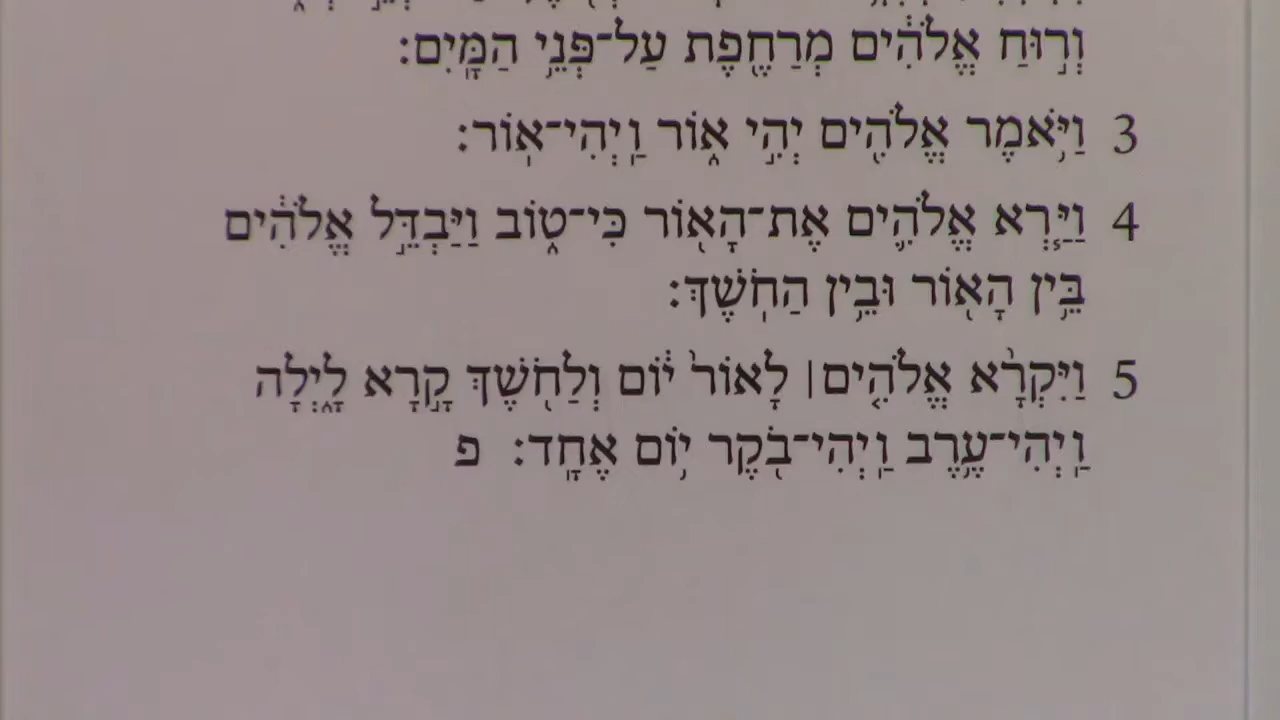 וְר֣וּחַ אֱלֹהִ֔ים מְרַחֶ֖פֶת עַל־פְּנֵ֥י הַמָּֽיִם׃
3 וַיֹּ֥אמֶר אֱלֹהִ֖ים יְהִ֣י א֑וֹר וַֽיְהִי־אֽוֹר׃
4 וַיַּ֧רְא אֱלֹהִ֛ים אֶת־הָא֖וֹר כִּי־ט֑וֹב וַיַּבְדֵּ֣ל אֱלֹהִ֔ים
בֵּ֥ין הָא֖וֹר וּבֵ֥ין הַחֹֽשֶׁךְ׃
5 וַיִּקְרָ֨א אֱלֹהִ֤ים׀ לָאוֹר֙ י֔וֹם וְלַחֹ֖שֶׁךְ קָ֣רָא לָ֑יְלָה
וַֽיְהִי־עֶ֥רֶב וַֽיְהִי־בֹ֖קֶר י֥וֹם אֶחָֽד׃ פ